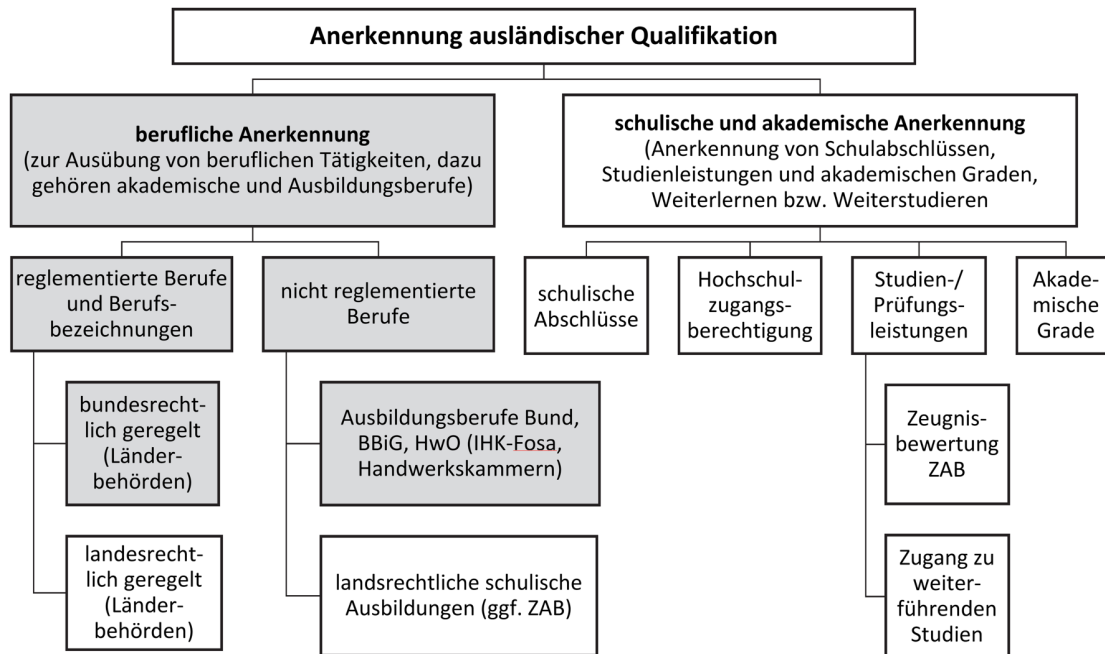 Anerkennung ausländischer Qualifikation
berufliche Anerkennung
(zur Ausübung von beruflichen Tätigkeiten, dazu
gehören akademische und Ausbildungsberufe)
schulische und akademische Anerkennung
(Anerkennung von Schulabschlüssen,
Studienleistungen und akademischen Graden,
Weiterlernen bzw. Weiterstudieren
reglementierte Berufe
und Berufs-
bezeichnungen
nicht reglementierte
Berufe
schulische
Abschlüsse
Hochschul-
zugangs-
berechtigung
Studien-/
Prüfungs-
leistungen
Akade-
mische
Grade
bundesrecht-
lich geregelt
(Länder-
behörden)
Ausbildungsberufe Bund,
BBiG, HwO (IHK-Fosa,
Handwerkskammern)
Zeugnis-
bewertung
ZAB
landesrecht-
lich geregelt
(Länder-
behörden)
landsrechtliche schulische
Ausbildungen (ggf. ZAB)
Zugang zu
weiter-
führenden
Studien